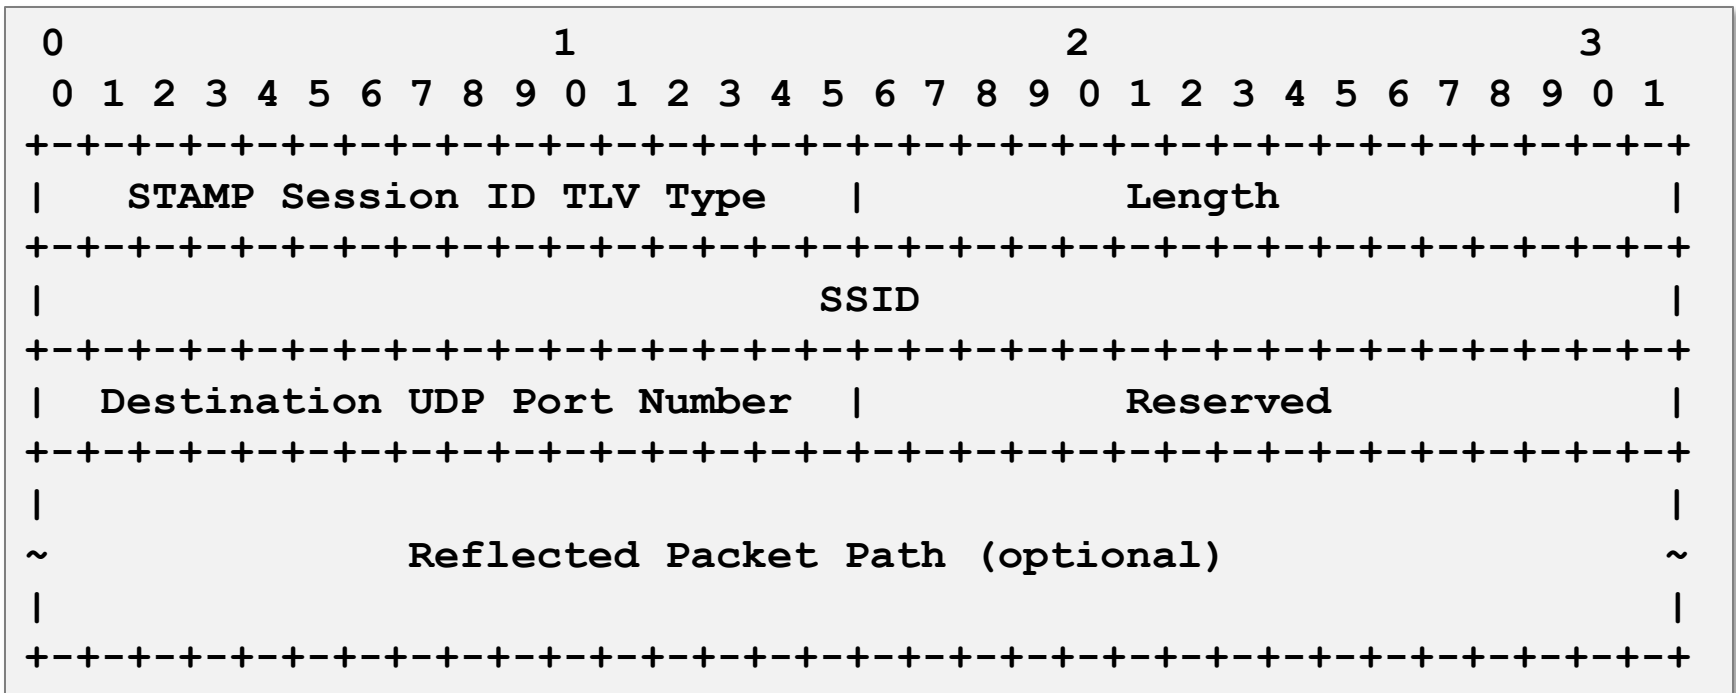 0                   1                   2                   3
 0 1 2 3 4 5 6 7 8 9 0 1 2 3 4 5 6 7 8 9 0 1 2 3 4 5 6 7 8 9 0 1
+-+-+-+-+-+-+-+-+-+-+-+-+-+-+-+-+-+-+-+-+-+-+-+-+-+-+-+-+-+-+-+-+
|   STAMP Session ID TLV Type   |          Length               |
+-+-+-+-+-+-+-+-+-+-+-+-+-+-+-+-+-+-+-+-+-+-+-+-+-+-+-+-+-+-+-+-+
|                              SSID                             |
+-+-+-+-+-+-+-+-+-+-+-+-+-+-+-+-+-+-+-+-+-+-+-+-+-+-+-+-+-+-+-+-+
|  Destination UDP Port Number  |          Reserved             |
+-+-+-+-+-+-+-+-+-+-+-+-+-+-+-+-+-+-+-+-+-+-+-+-+-+-+-+-+-+-+-+-+
|                                                               |
~              Reflected Packet Path (optional)                 ~
|                                                               |
+-+-+-+-+-+-+-+-+-+-+-+-+-+-+-+-+-+-+-+-+-+-+-+-+-+-+-+-+-+-+-+-+